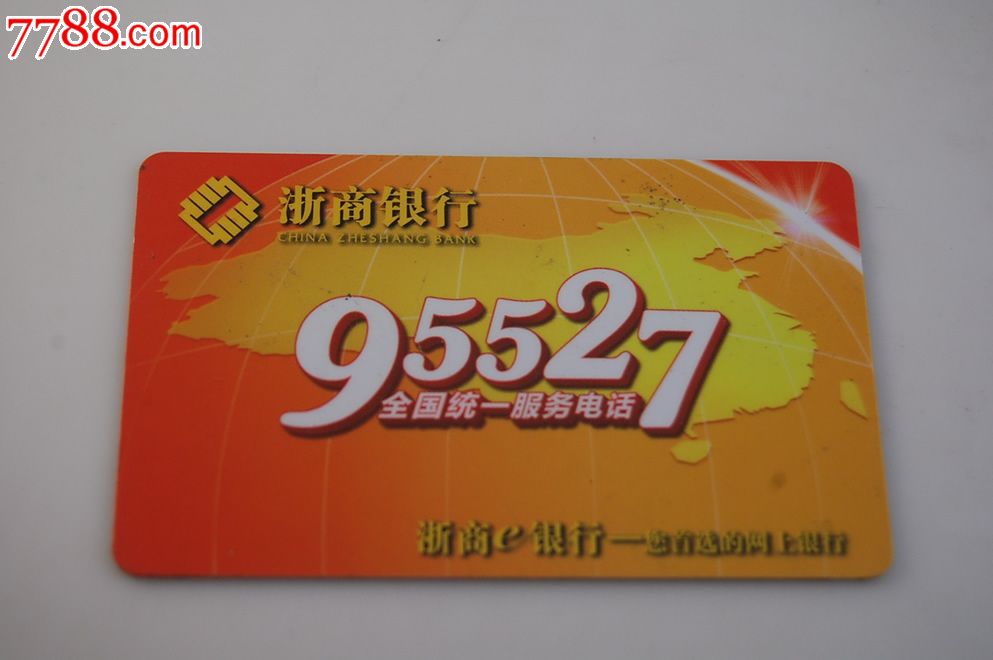 7788.com
浙商银行
CHINA ZHESHANG BANK
95527
全国统一服务电话
浙商e银行—您首选的网上银行